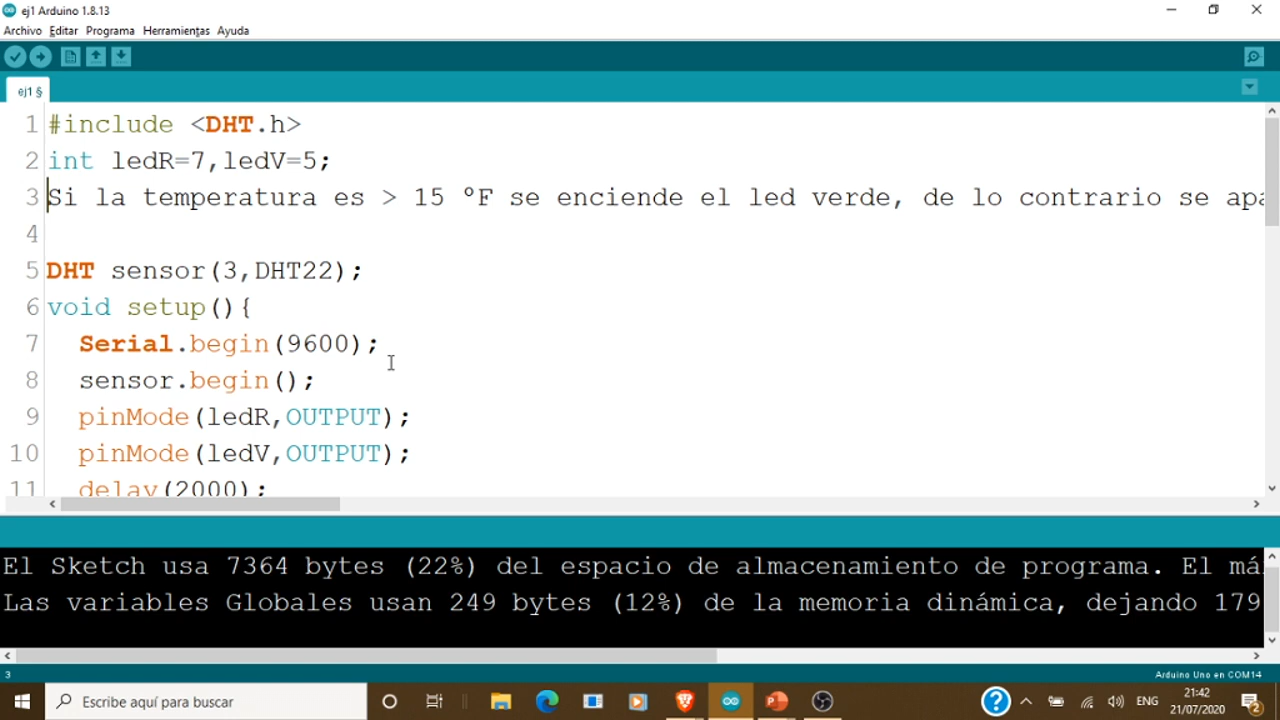 ej1 Arduino 1.8.13
Archivo Editar Programa Herramientas Ayuda
ej1 §
1 #include <DHT.h>
2 int ledR=7,ledV=5;
3 Si la temperatura es > 15 ºF se enciende el led verde, de lo contrario se apa
4
5 DHT sensor(3,DHT22);
6 void setup(){
7 Serial.begin(9600);
8 sensor.begin();
9 pinMode(ledR,OUTPUT);
10 pinMode(ledV,OUTPUT);
11 delay(2000);
El Sketch usa 7364 bytes (22%) del espacio de almacenamiento de programa. El má
Las variables Globales usan 249 bytes (12%) de la memoria dinámica, dejando 179
3 Arduino Uno en COM14
Escribe aquí para buscar
ENG
21:42
21/07/2020
2